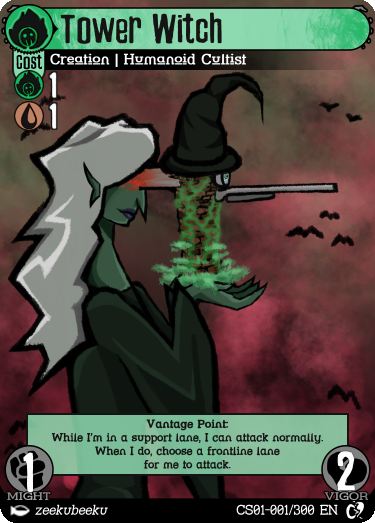 Tower Witch
COST
Creation | Humanoid Cultist
1
1
Vantage Point:
While I'm in a support lane, I can attack normally.
When I do, choose a frontline lane
for me to attack.
1
MIGHT
2
VIGOR
zeekubeeku
CS01-001/300 EN